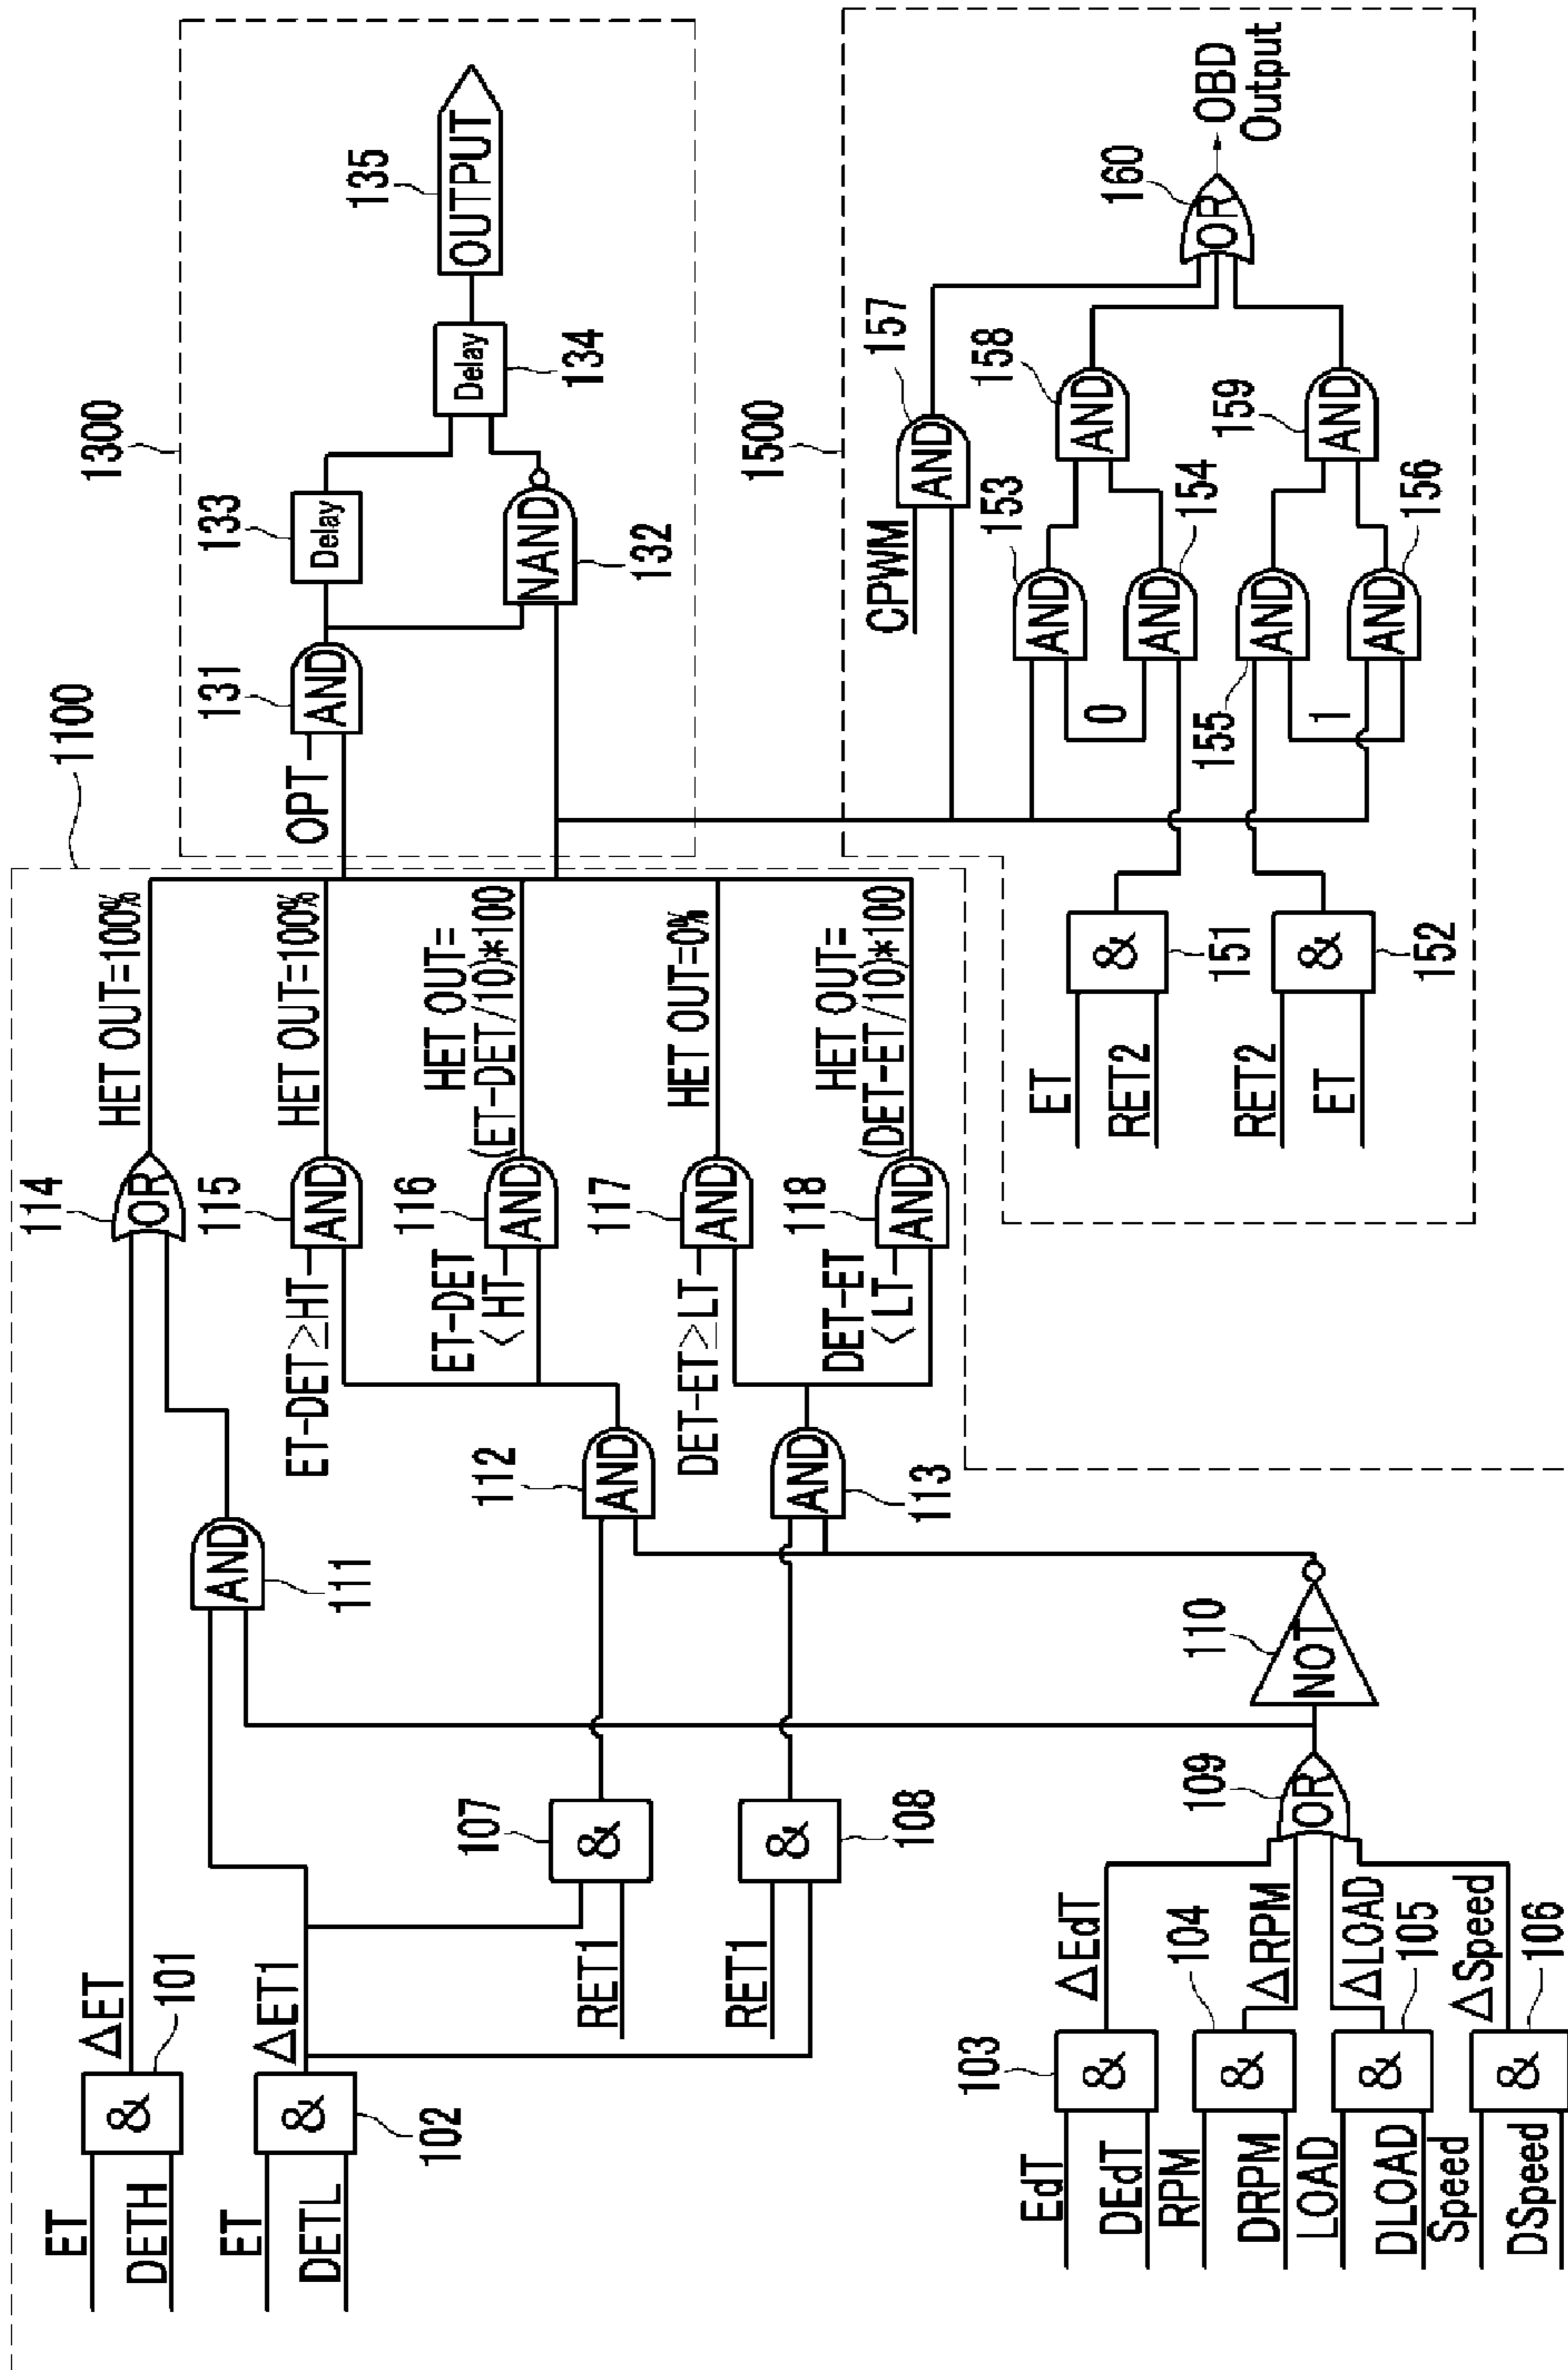 1100
ET
DETH
&
101
△ET
ET
DETL
&
102
△ET1
RET1
&
107
RET1
&
108
EdT
DEdT
&
103
△EdT
RPM
DRPM
&
104
△RPM
LOAD
DLOAD
&
105
△LOAD
Speed
DSpeed
&
106
△Speed
OR
109
NOT
110
AND
111
AND
112
AND
113
OR
114
HET OUT=100%
ET-DET≥HT
AND
115
HET OUT=100%
ET-DET
<HT
AND
116
HET OUT=
(ET-DET/10)*100
DET-ET≥LT
AND
117
HET OUT=0%
DET-ET
<LT
AND
118
HET OUT=
(DET-ET/10)*100
1300
OPT
AND
131
NAND
132
Delay
133
Delay
134
OUTPUT
135
1500
ET
RET2
&
151
RET2
ET
&
152
CPWM
AND
157
AND
153
0
AND
154
AND
155
1
AND
156
AND
158
AND
159
OR
160
OBD
Output